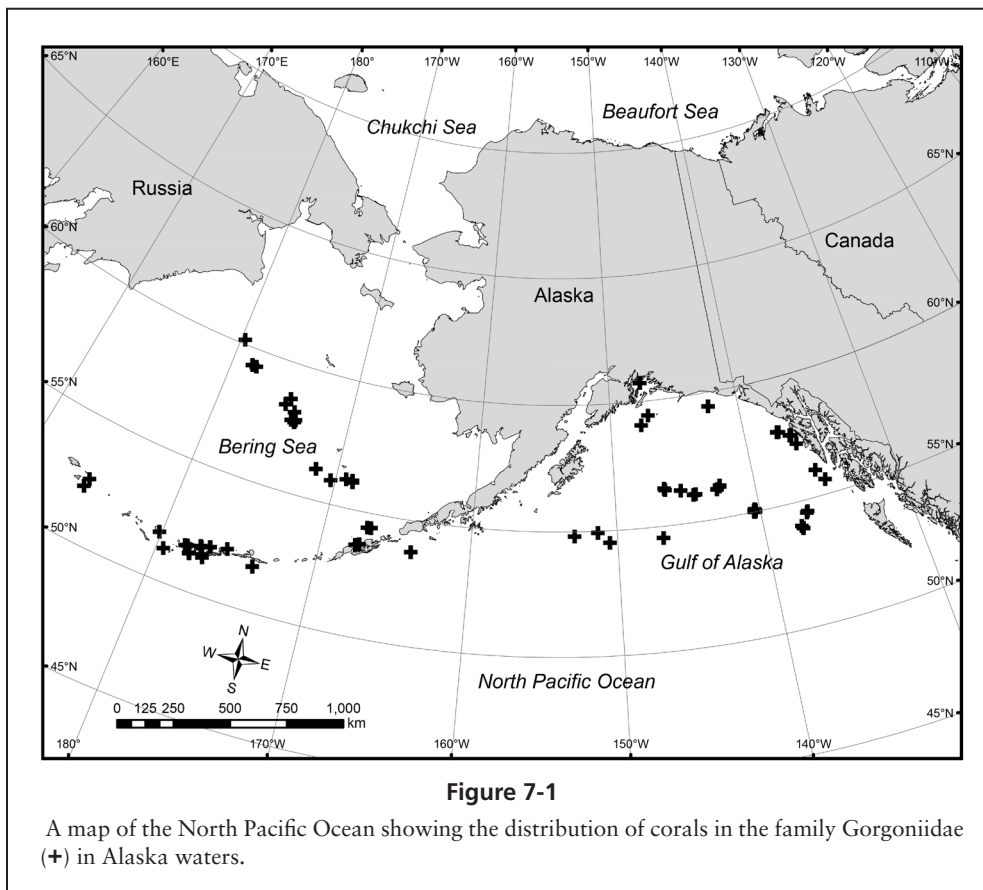 65°N 160°E 170°E 180° 170°W 160°W 150°W 140°W 130°W 120°W 110°W
Beaufort Sea
Chukchi Sea
65°N
Russia
60°N
Canada
Alaska
60°N
55°N
Bering Sea
55°N
50°N
Gulf of Alaska
50°N
N
W E
S
45°N
North Pacific Ocean
0 125 250 500 750 1,000
km
45°N
180° 170°W 160°W 150°W 140°W
Figure 7-1
A map of the North Pacific Ocean showing the distribution of corals in the family Gorgoniidae
(+) in Alaska waters.